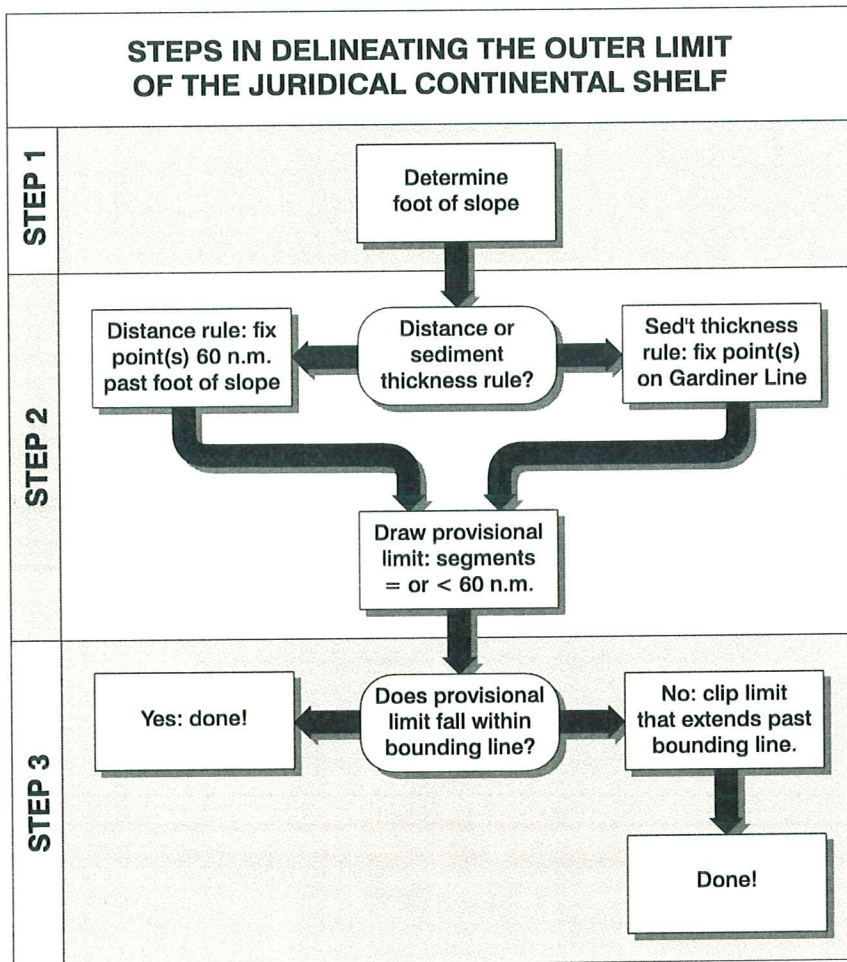 STEPS IN DELINEATING THE OUTER LIMIT
OF THE JURIDICAL CONTINENTAL SHELF
STEP 1
Determine
foot of slope
STEP 2
Distance rule: fix
point(s) 60 n.m.
past foot of slope
Distance or
sediment
thickness rule?
Sed't thickness
rule: fix point(s)
on Gardiner Line
Draw provisional
limit: segments
= or < 60 n.m.
STEP 3
Yes: done!
Does provisional
limit fall within
bounding line?
No: clip limit
that extends past
bounding line.
Done!